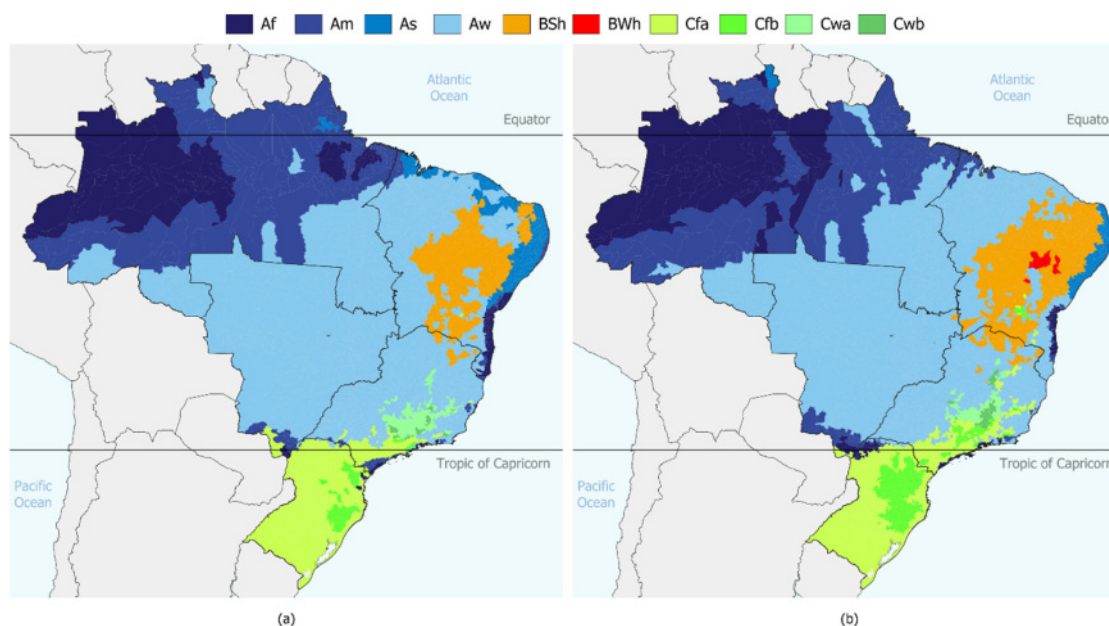 Af Am As Aw BSh BWh Cfa Cfb Cwa Cwb
Atlantic
Ocean
Equator
Tropic of Capricorn
Pacific
Ocean
(a)
Atlantic
Ocean
Equato
Tropic of Capricorn
Pacific
Ocean
(b)